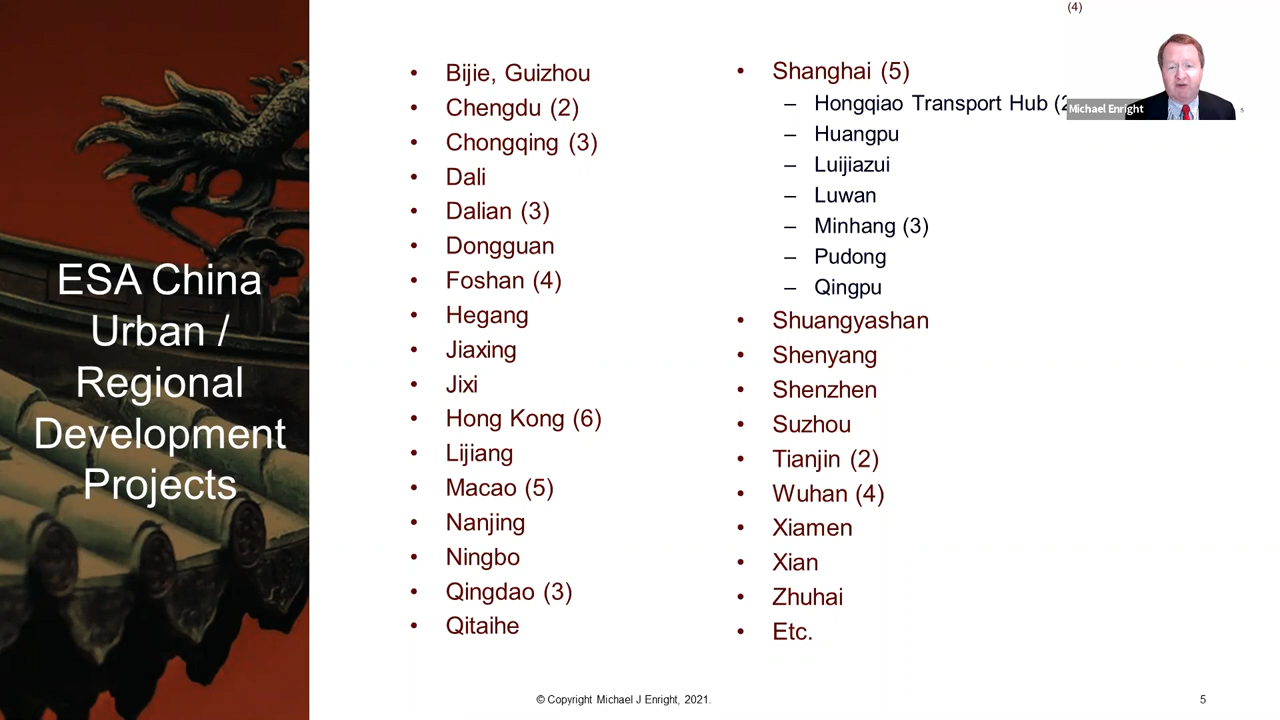 (4)
ESA China
Urban /
Regional
Development
Projects
• Bijie, Guizhou
• Chengdu (2)
• Chongqing (3)
• Dali
• Dalian (3)
• Dongguan
• Foshan (4)
• Hegang
• Jiaxing
• Jixi
• Hong Kong (6)
• Lijiang
• Macao (5)
• Nanjing
• Ningbo
• Qingdao (3)
• Qitaihe
• Shanghai (5)
– Hongqiao Transport Hub (2
– Huangpu
– Luijiazui
– Luwan
– Minhang (3)
– Pudong
– Qingpu
• Shuangyashan
• Shenyang
• Shenzhen
• Suzhou
• Tianjin (2)
• Wuhan (4)
• Xiamen
• Xian
• Zhuhai
• Etc.
Michael Enright
5
© Copyright Michael J Enright, 2021.
5